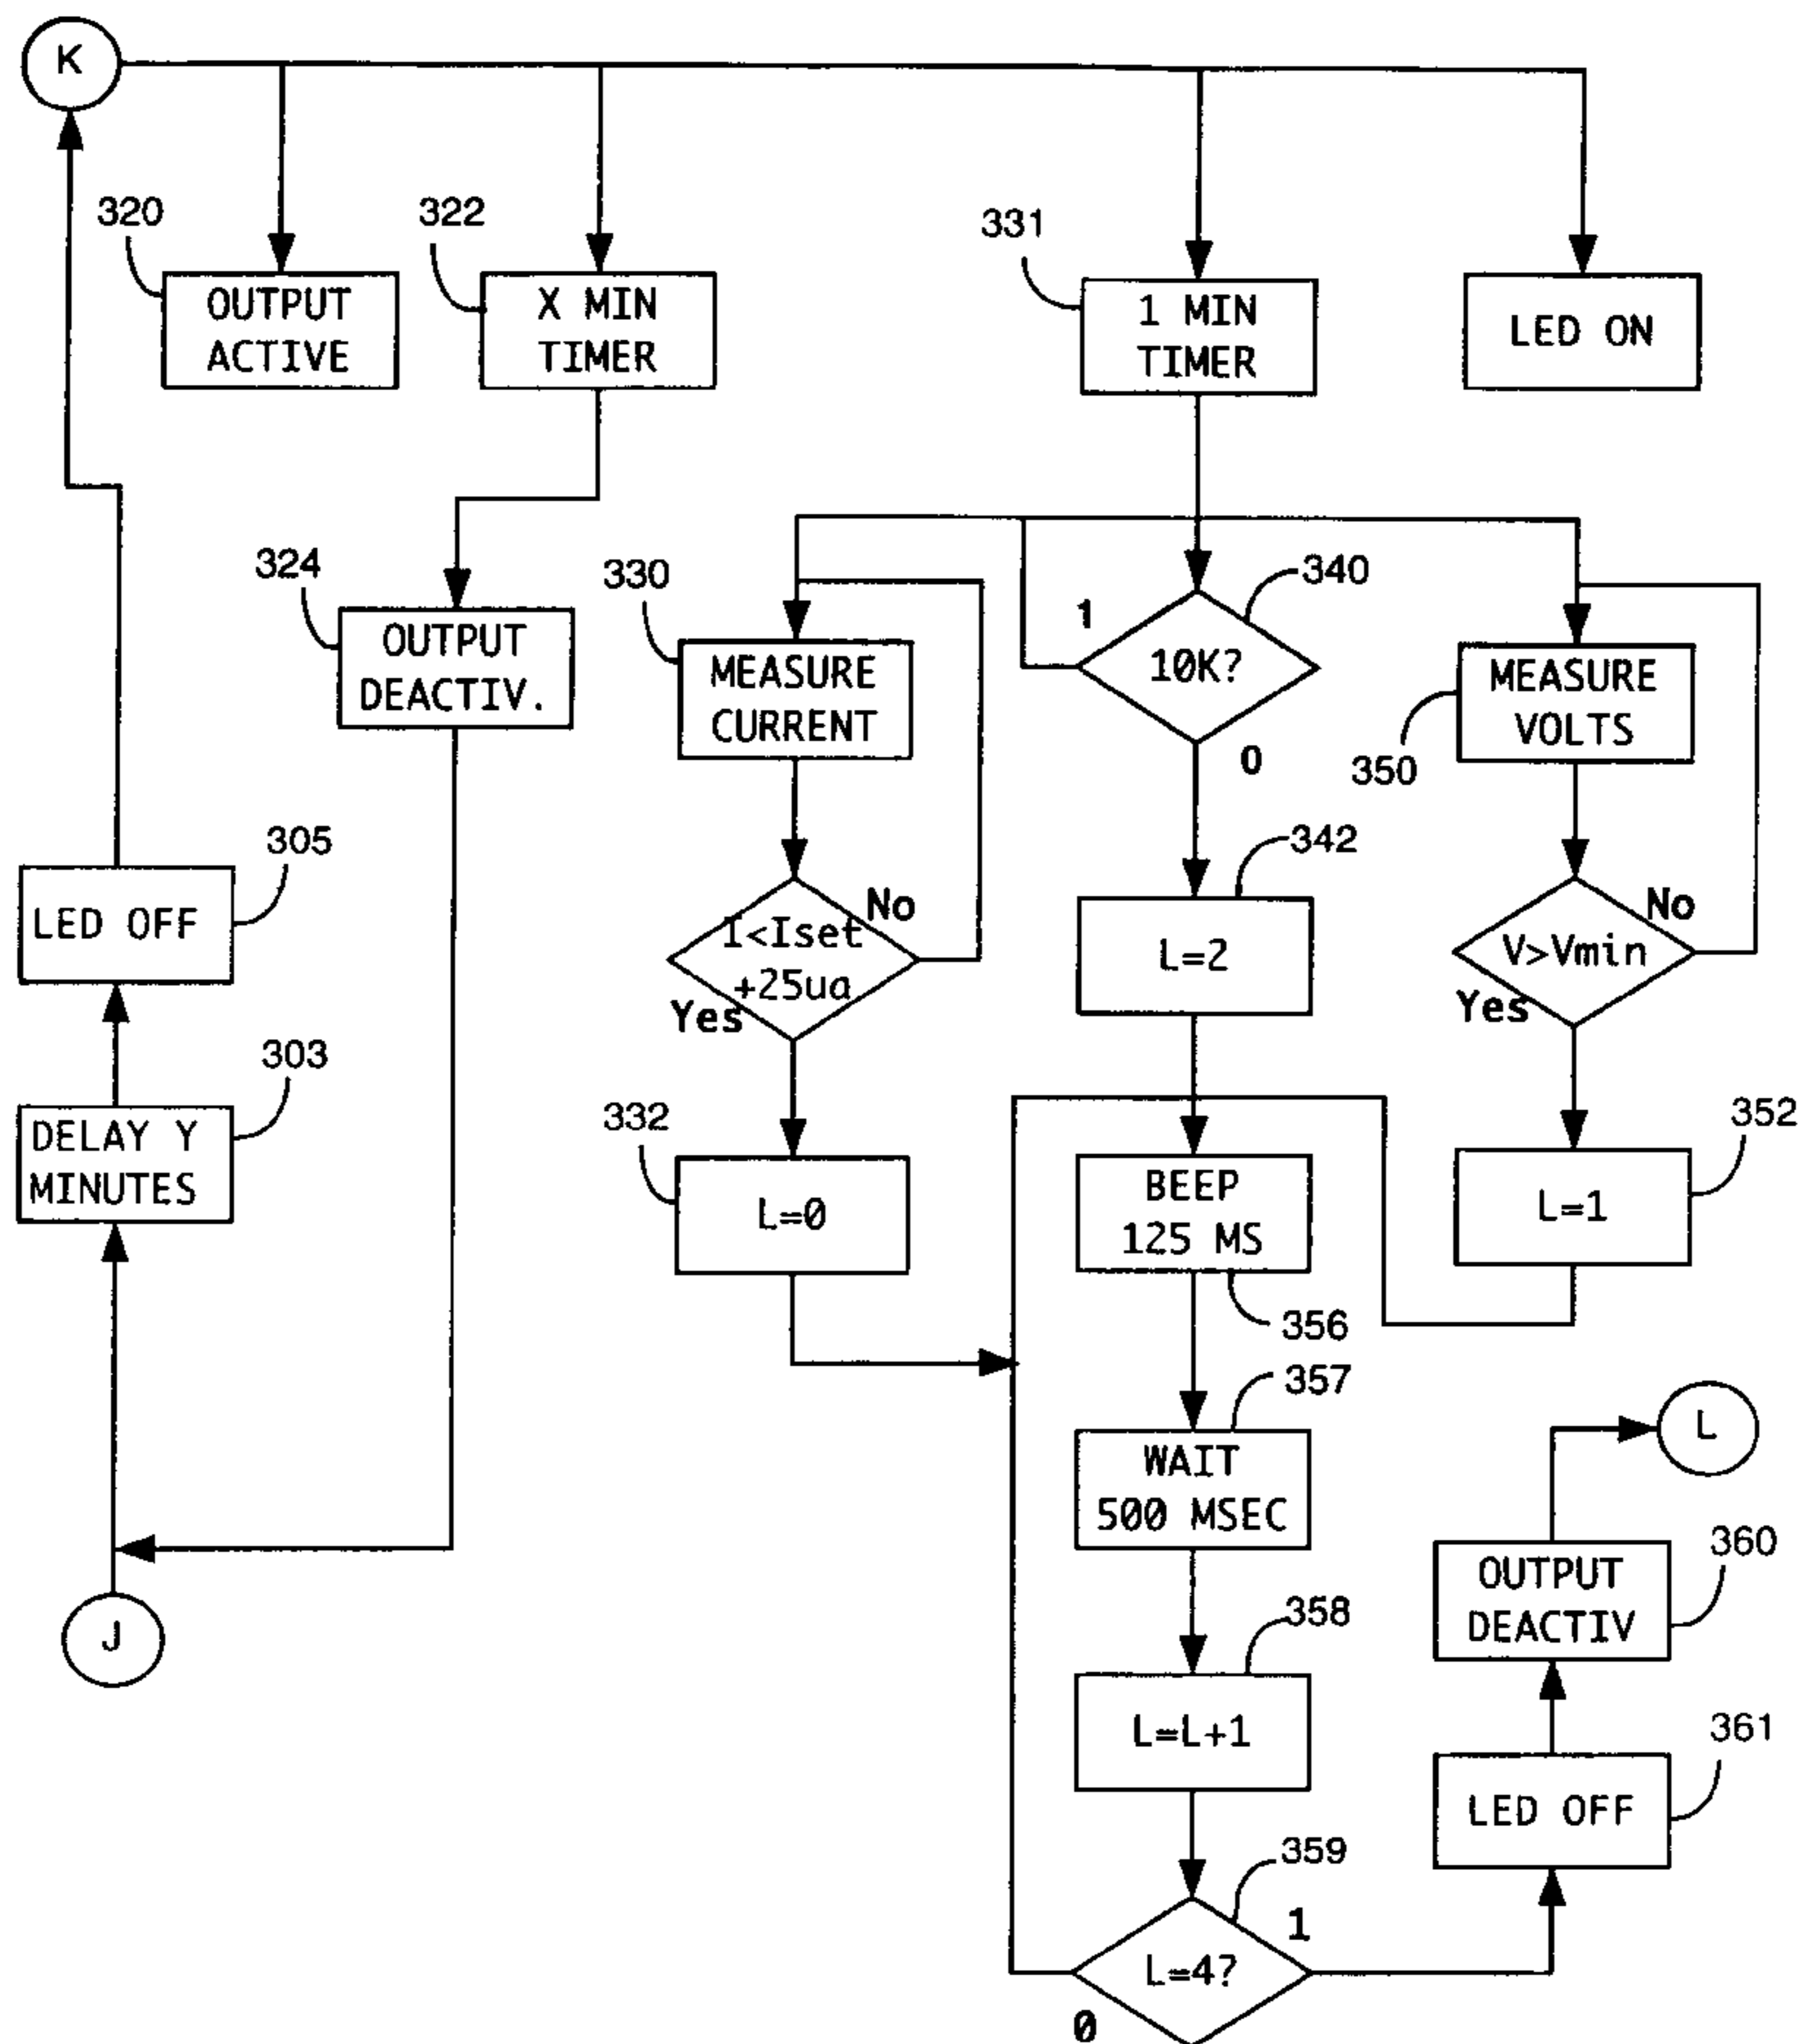 K
320
322
331
OUTPUT
ACTIVE
X MIN
TIMER
1 MIN
TIMER
LED ON
324
330
340
1
10K?
0
OUTPUT
DEACTIV.
MEASURE
CURRENT
MEASURE
VOLTS
350
305
LED OFF
342
I<Iset
+25ua
No
Yes
L=2
V>Vmin
No
Yes
303
DELAY Y
MINUTES
332
L=0
BEEP
125 MS
356
352
L=1
357
WAIT
500 MSEC
L
J
358
L=L+1
OUTPUT
DEACTIV
360
361
LED OFF
359
L=4?
1
0